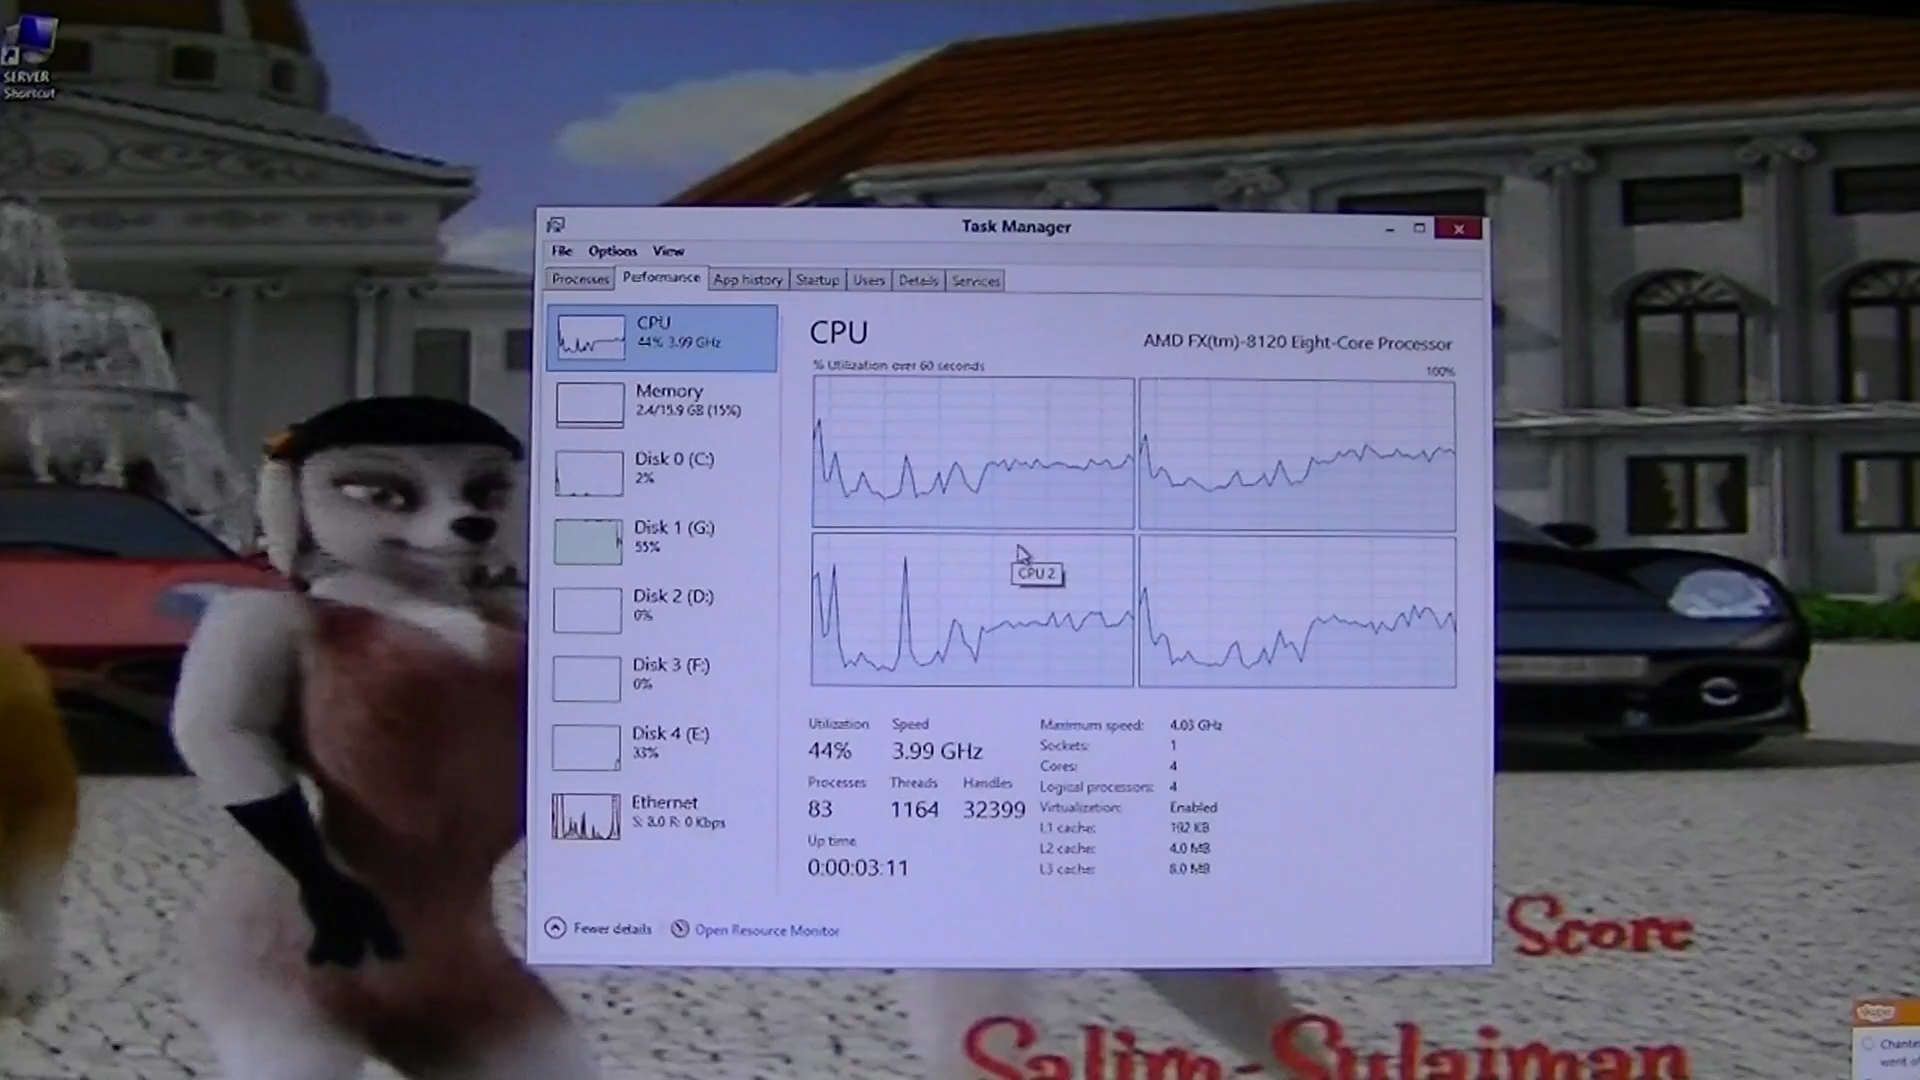 SERVER
Shortcut
Task Manager
File Options View
Processes Performance App history Startup Users Details Services
CPU
44% 3.99 GHz
Memory
2.4/15.9 GB (15%)
Disk 0 (C:)
2%
Disk 1 (G:)
55%
Disk 2 (D:)
0%
Disk 3 (F:)
0%
Disk 4 (E:)
33%
Ethernet
S: 8.0 R: 0 Kbps
CPU
AMD FX(tm)-8120 Eight-Core Processor
% Utilization over 60 seconds
100%
CPU 2
Utilization Speed
44% 3.99 GHz
Processes Threads Handles
83 1164 32399
Up time
0:00:03:11
Maximum speed: 4.03 GHz
Sockets: 1
Cores: 4
Logical processors: 4
Virtualization: Enabled
L1 cache: 192 KB
L2 cache: 4.0 MB
L3 cache: 8.0 MB
Fewer details Open Resource Monitor
Score
Salim-Sulaiman